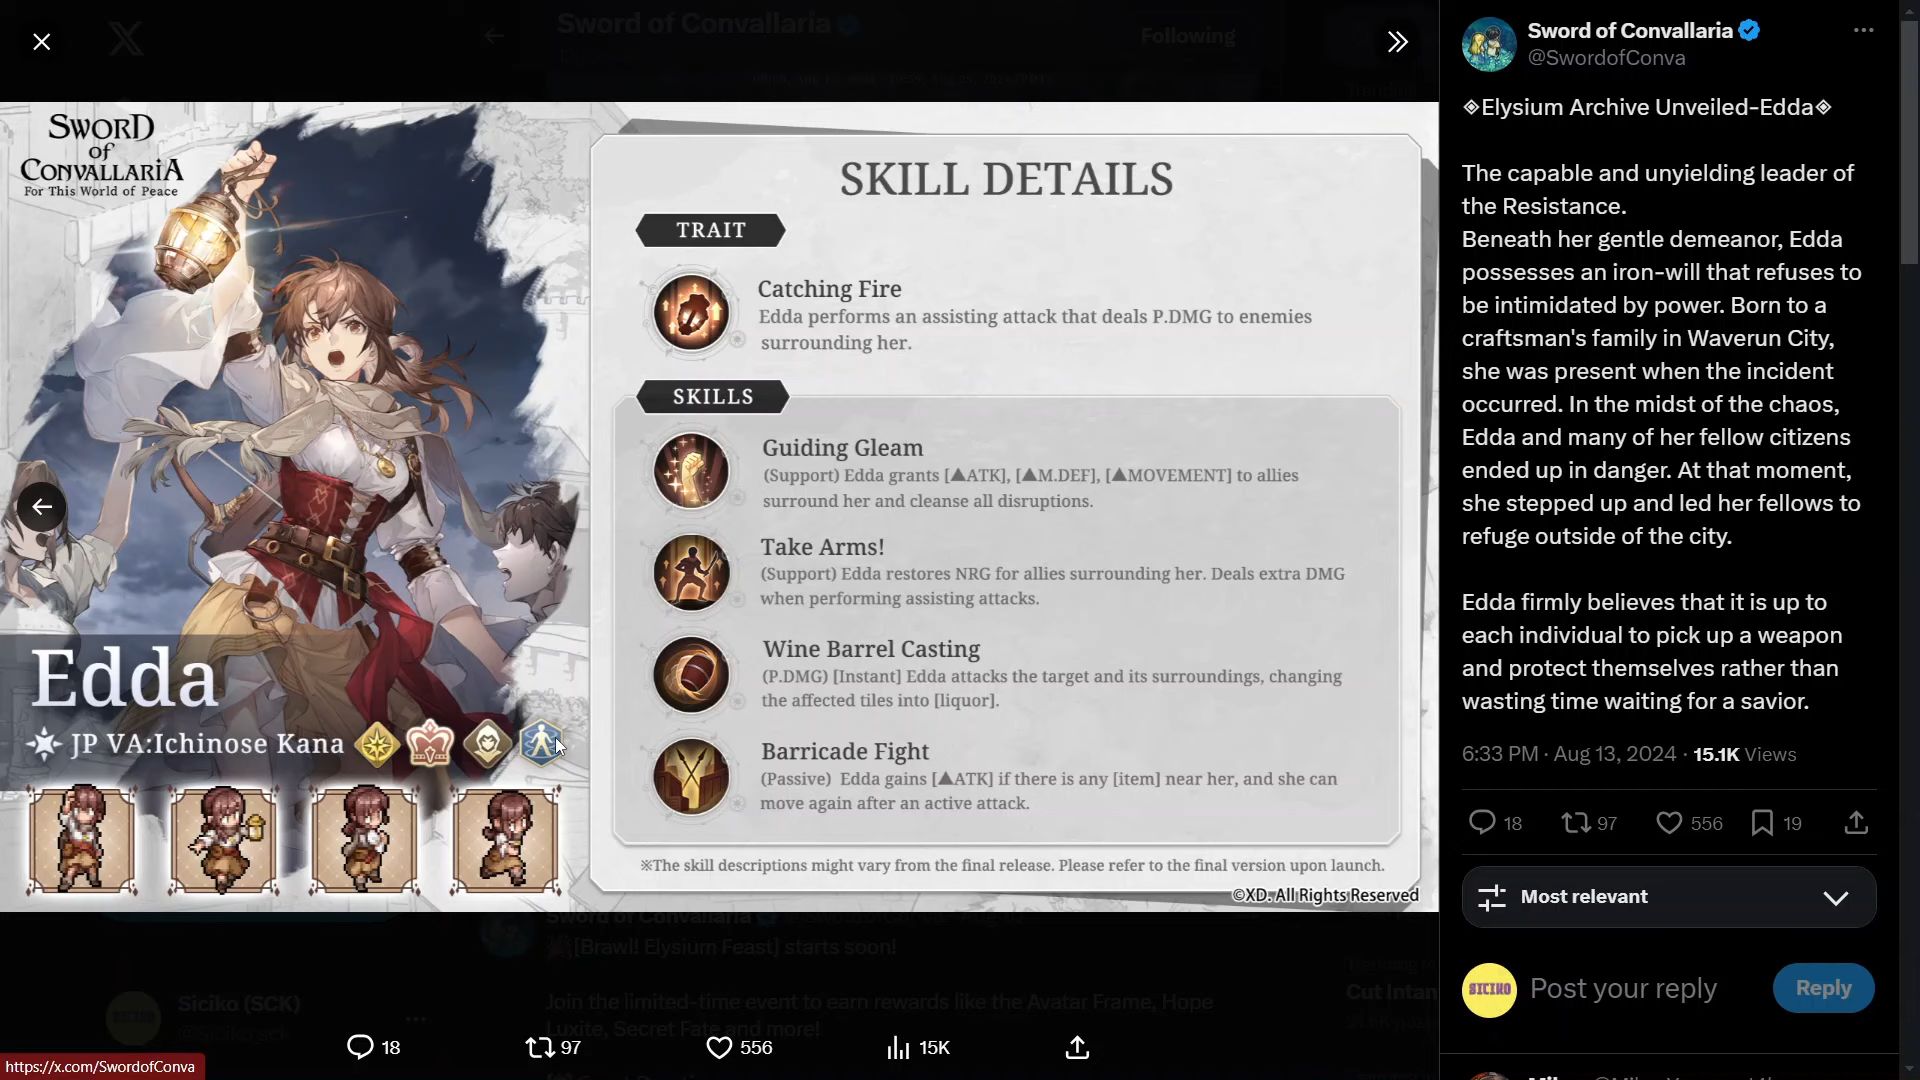 Sword of Convallaria
Following
SWORD
of
CONVALLARIA
For This World of Peace
SKILL DETAILS
TRAIT
Catching Fire
Edda performs an assisting attack that deals P.DMG to enemies
surrounding her.
SKILLS
Guiding Gleam
(Support) Edda grants [▲ATK], [▲M.DEF], [▲MOVEMENT] to allies
surround her and cleanse all disruptions.
Take Arms!
(Support) Edda restores NRG for allies surrounding her. Deals extra DMG
when performing assisting attacks.
Wine Barrel Casting
(P.DMG) [Instant] Edda attacks the target and its surroundings, changing
the affected tiles into [liquor].
Barricade Fight
(Passive) Edda gains [▲ATK] if there is any [item] near her, and she can
move again after an active attack.
※The skill descriptions might vary from the final release. Please refer to the final version upon launch.
©XD. All Rights Reserved
Edda
JP VA:Ichinose Kana
Sword of Convallaria
[Brawl! Elysium Feast] starts soon!
Siciko (SCK)
Join the limited-time event to earn rewards like the Avatar Frame, Hope
Luxite, Secret Fate and more!
18 97 556 15K
https://x.com/SwordofConva
Sword of Convallaria
@SwordofConva
◈Elysium Archive Unveiled-Edda◈
The capable and unyielding leader of
the Resistance.
Beneath her gentle demeanor, Edda
possesses an iron-will that refuses to
be intimidated by power. Born to a
craftsman's family in Waverun City,
she was present when the incident
occurred. In the midst of the chaos,
Edda and many of her fellow citizens
ended up in danger. At that moment,
she stepped up and led her fellows to
refuge outside of the city.
Edda firmly believes that it is up to
each individual to pick up a weapon
and protect themselves rather than
wasting time waiting for a savior.
6:33 PM · Aug 13, 2024 · 15.1K Views
18 97 556 19
Most relevant
SICIKO
Post your reply
Reply